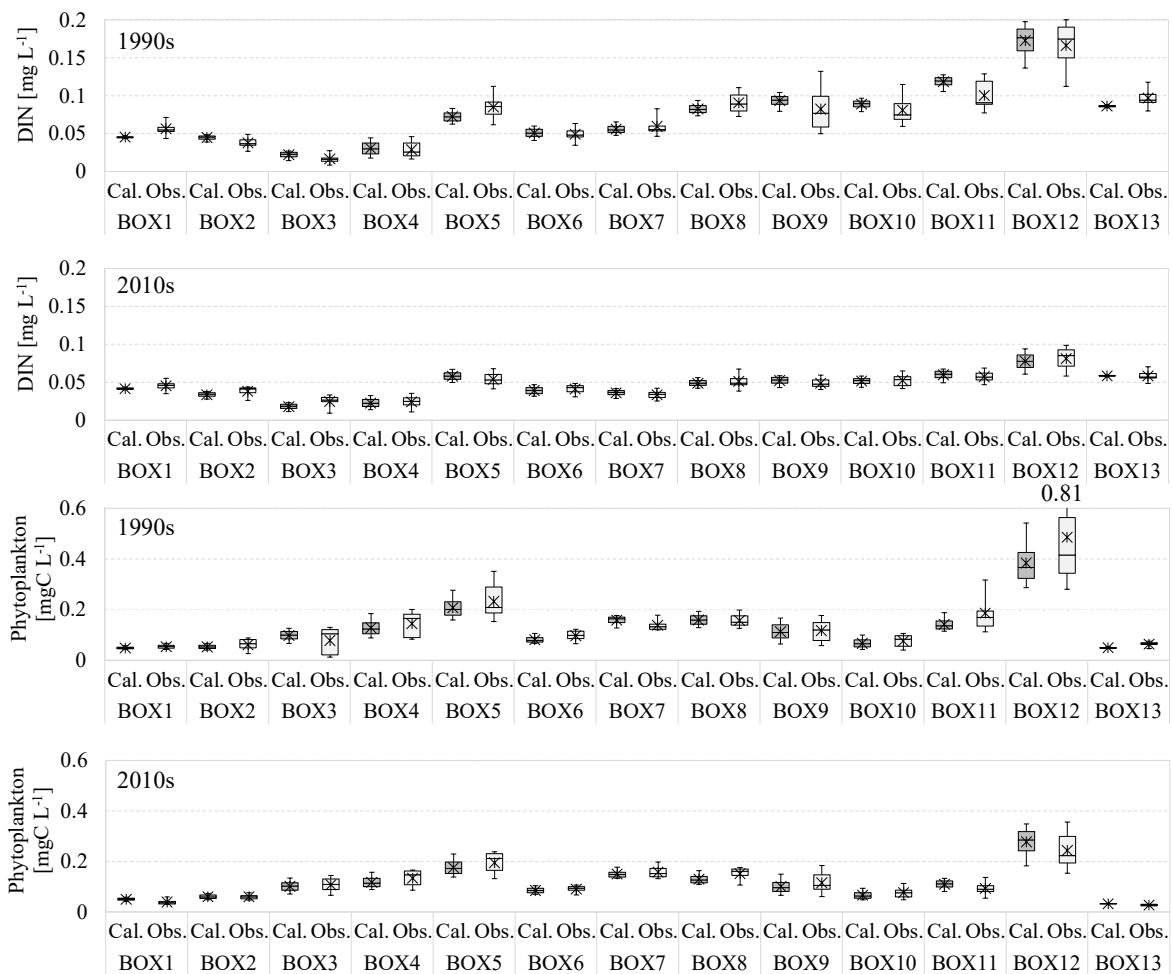 1990s
DIN [mg L-1]
0.2
0.15
0.1
0.05
0
Cal. Obs. Cal. Obs. Cal. Obs. Cal. Obs. Cal. Obs. Cal. Obs. Cal. Obs. Cal. Obs. Cal. Obs. Cal. Obs. Cal. Obs. Cal. Obs. Cal. Obs.
BOX1 BOX2 BOX3 BOX4 BOX5 BOX6 BOX7 BOX8 BOX9 BOX10 BOX11 BOX12 BOX13
2010s
DIN [mg L-1]
0.2
0.15
0.1
0.05
0
Cal. Obs. Cal. Obs. Cal. Obs. Cal. Obs. Cal. Obs. Cal. Obs. Cal. Obs. Cal. Obs. Cal. Obs. Cal. Obs. Cal. Obs. Cal. Obs. Cal. Obs.
BOX1 BOX2 BOX3 BOX4 BOX5 BOX6 BOX7 BOX8 BOX9 BOX10 BOX11 BOX12 BOX13
0.81
1990s
Phytoplankton
[mgC L-1]
0.6
0.4
0.2
0
Cal. Obs. Cal. Obs. Cal. Obs. Cal. Obs. Cal. Obs. Cal. Obs. Cal. Obs. Cal. Obs. Cal. Obs. Cal. Obs. Cal. Obs. Cal. Obs. Cal. Obs.
BOX1 BOX2 BOX3 BOX4 BOX5 BOX6 BOX7 BOX8 BOX9 BOX10 BOX11 BOX12 BOX13
2010s
Phytoplankton
[mgC L-1]
0.6
0.4
0.2
0
Cal. Obs. Cal. Obs. Cal. Obs. Cal. Obs. Cal. Obs. Cal. Obs. Cal. Obs. Cal. Obs. Cal. Obs. Cal. Obs. Cal. Obs. Cal. Obs. Cal. Obs.
BOX1 BOX2 BOX3 BOX4 BOX5 BOX6 BOX7 BOX8 BOX9 BOX10 BOX11 BOX12 BOX13